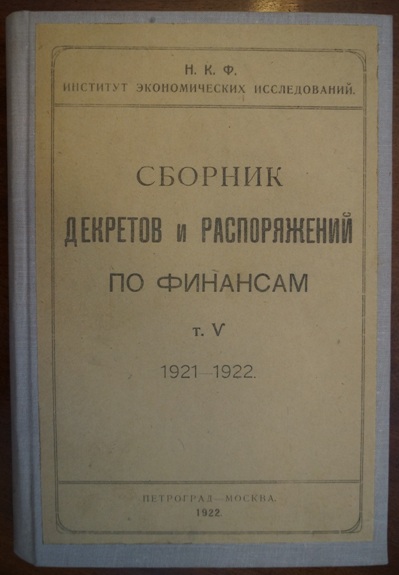 Н. К. Ф.
ИНСТИТУТ ЭКОНОМИЧЕСКИХ ИССЛЕДОВАНИЙ.
СБОРНИК
ДЕКРЕТОВ и РАСПОРЯЖЕНИЙ
ПО ФИНАНСАМ
т. V
1921—1922.
ПЕТРОГРАД—МОСКВА.
1922